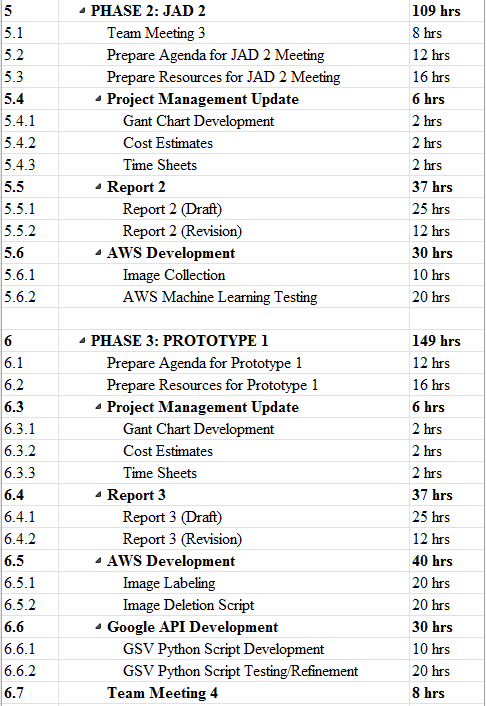 5 PHASE 2: JAD 2 109 hrs
5.1 Team Meeting 3 8 hrs
5.2 Prepare Agenda for JAD 2 Meeting 12 hrs
5.3 Prepare Resources for JAD 2 Meeting 16 hrs
5.4 Project Management Update 6 hrs
5.4.1 Gant Chart Development 2 hrs
5.4.2 Cost Estimates 2 hrs
5.4.3 Time Sheets 2 hrs
5.5 Report 2 37 hrs
5.5.1 Report 2 (Draft) 25 hrs
5.5.2 Report 2 (Revision) 12 hrs
5.6 AWS Development 30 hrs
5.6.1 Image Collection 10 hrs
5.6.2 AWS Machine Learning Testing 20 hrs
6 PHASE 3: PROTOTYPE 1 149 hrs
6.1 Prepare Agenda for Prototype 1 12 hrs
6.2 Prepare Resources for Prototype 1 16 hrs
6.3 Project Management Update 6 hrs
6.3.1 Gant Chart Development 2 hrs
6.3.2 Cost Estimates 2 hrs
6.3.3 Time Sheets 2 hrs
6.4 Report 3 37 hrs
6.4.1 Report 3 (Draft) 25 hrs
6.4.2 Report 3 (Revision) 12 hrs
6.5 AWS Development 40 hrs
6.5.1 Image Labeling 20 hrs
6.5.2 Image Deletion Script 20 hrs
6.6 Google API Development 30 hrs
6.6.1 GSV Python Script Development 10 hrs
6.6.2 GSV Python Script Testing/Refinement 20 hrs
6.7 Team Meeting 4 8 hrs